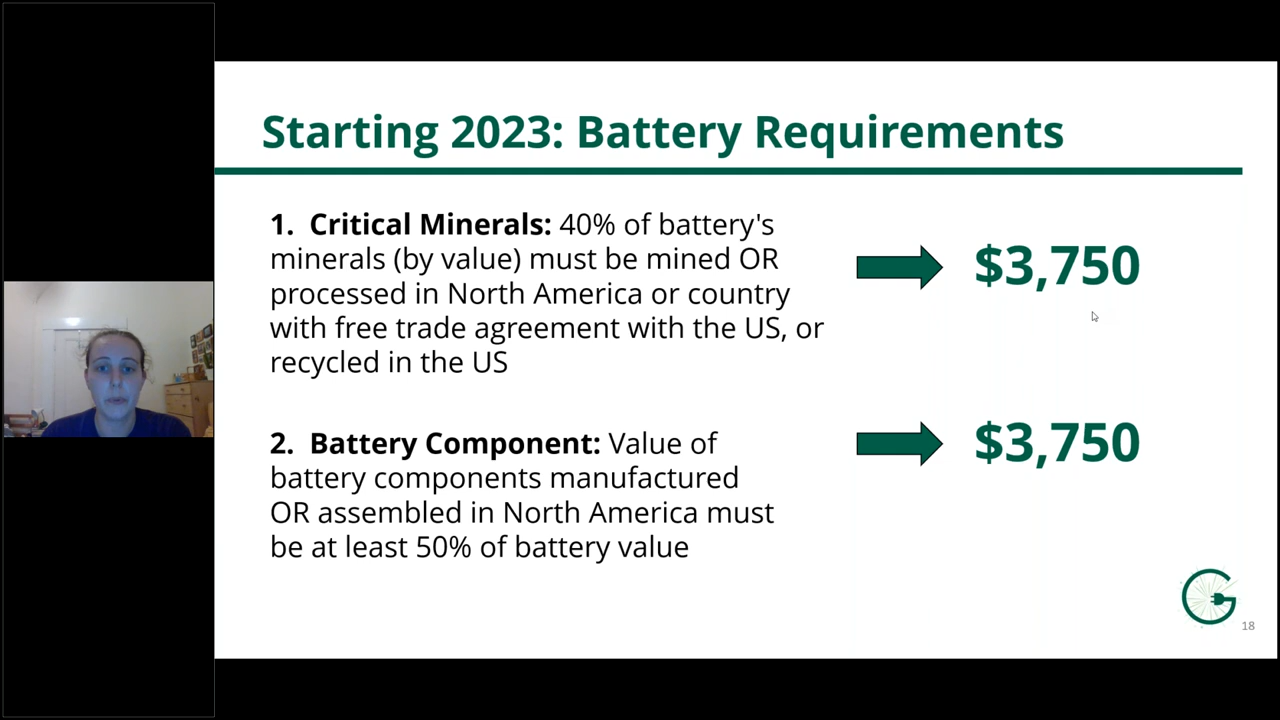 Starting 2023: Battery Requirements
1. Critical Minerals: 40% of battery's
minerals (by value) must be mined OR
processed in North America or country
with free trade agreement with the US, or
recycled in the US
$3,750
2. Battery Component: Value of
battery components manufactured
OR assembled in North America must
be at least 50% of battery value
$3,750
G
18